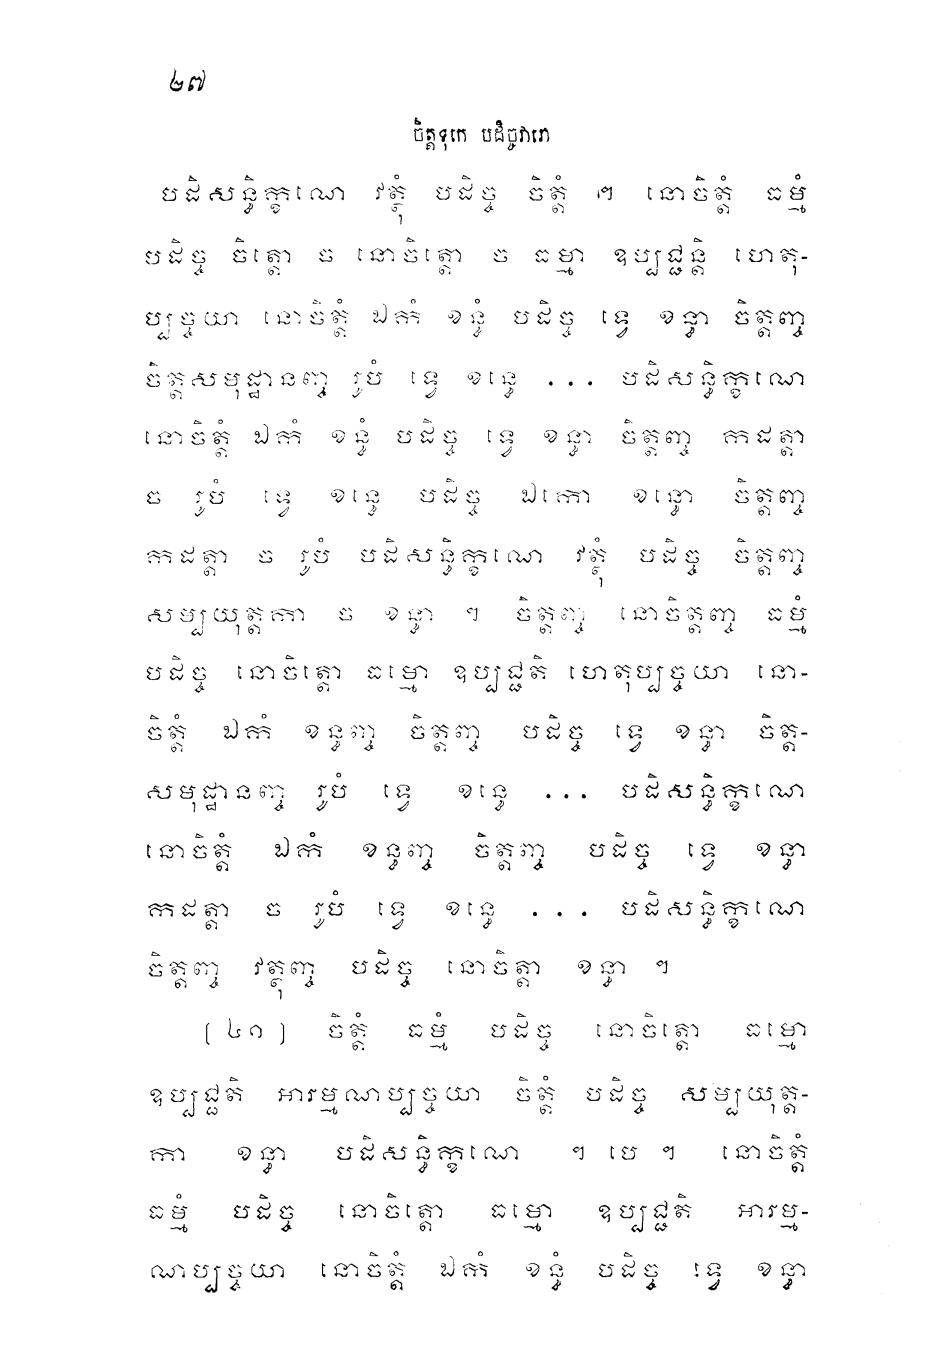 ២៧
ចិត្តទុកេ បដិច្ចវារោ
បដិសន្ធិក្ខណេ វត្ថុំ បដិច្ច ចិត្តំ ។ នោចិត្តំ ធម្មំ
បដិច្ច ចិត្តោ ច នោចិត្តោ ច ធម្មា ឧប្បជ្ជន្តិ ហេតុ-
ប្បច្ចយា នោចិត្តំ ឯកំ ខន្ធំ បដិច្ច ទ្វេ ខន្ធា ចិត្តញ្ច
ចិត្តសមុដ្ឋានញ្ច រូបំ ទ្វេ ខន្ធេ ... បដិសន្ធិក្ខណេ
នោចិត្តំ ឯកំ ខន្ធំ បដិច្ច ទ្វេ ខន្ធា ចិត្តញ្ច កដត្តា
ច រូបំ ទ្វេ ខន្ធេ បដិច្ច ឯកោ ខន្ធោ ចិត្តញ្ច
កដត្តា ច រូបំ បដិសន្ធិក្ខណេ វត្ថុំ បដិច្ច ចិត្តញ្ច
សម្បយុត្តកា ច ខន្ធា ។ ចិត្តញ្ច នោចិត្តញ្ច ធម្មំ
បដិច្ច នោចិត្តោ ធម្មោ ឧប្បជ្ជតិ ហេតុប្បច្ចយា នោ-
ចិត្តំ ឯកំ ខន្ធញ្ច ចិត្តញ្ច បដិច្ច ទ្វេ ខន្ធា ចិត្ត-
សមុដ្ឋានញ្ច រូបំ ទ្វេ ខន្ធេ ... បដិសន្ធិក្ខណេ
នោចិត្តំ ឯកំ ខន្ធញ្ច ចិត្តញ្ច បដិច្ច ទ្វេ ខន្ធា
កដត្តា ច រូបំ ទ្វេ ខន្ធេ ... បដិសន្ធិក្ខណេ
ចិត្តញ្ច វត្ថុញ្ច បដិច្ច នោចិត្តា ខន្ធា ។
[៤១] ចិត្តំ ធម្មំ បដិច្ច នោចិត្តោ ធម្មោ
ឧប្បជ្ជតិ អារម្មណប្បច្ចយា ចិត្តំ បដិច្ច សម្បយុត្ត-
កា ខន្ធា បដិសន្ធិក្ខណេ ។ បេ ។ នោចិត្តំ
ធម្មំ បដិច្ច នោចិត្តោ ធម្មោ ឧប្បជ្ជតិ អារម្ម-
ណប្បច្ចយា នោចិត្តំ ឯកំ ខន្ធំ បដិច្ច ទ្វេ ខន្ធា